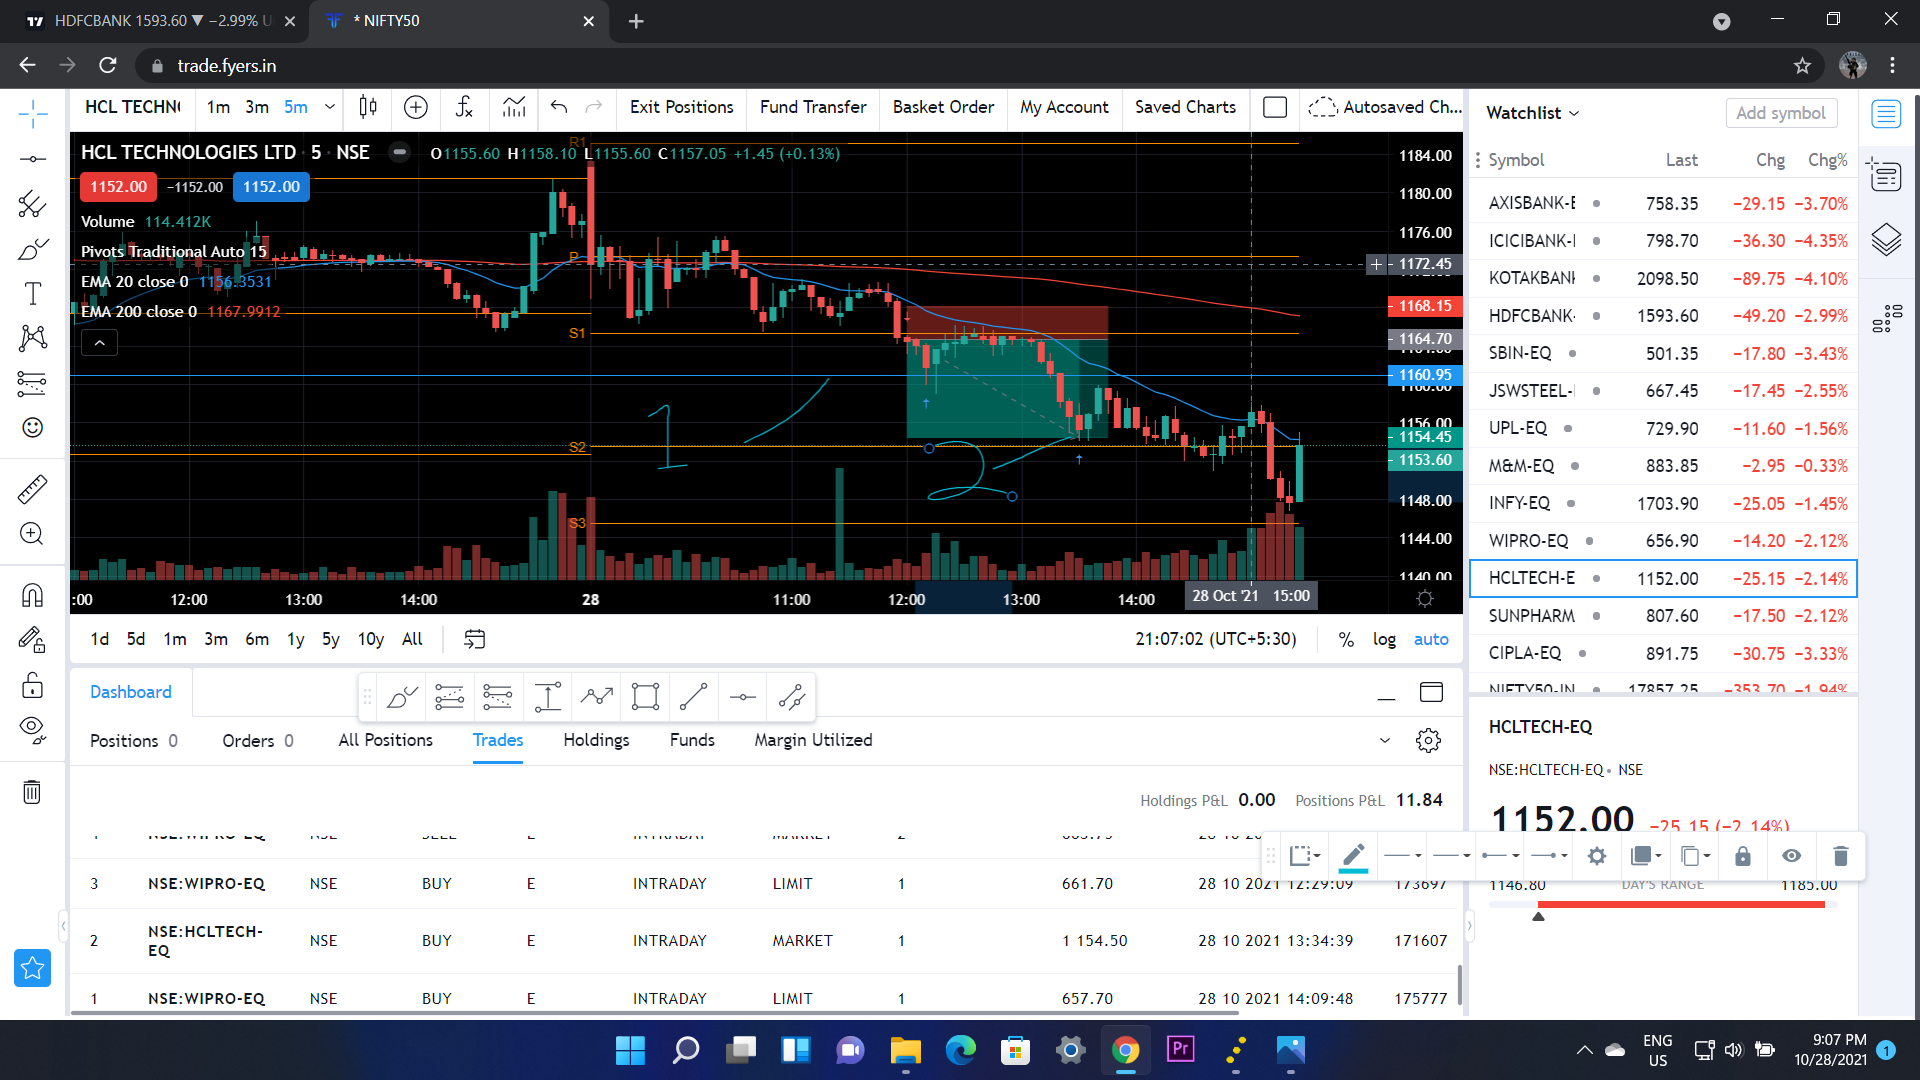 HDFCBANK 1593.60 ▼ −2.99% U
* NIFTY50
trade.fyers.in
HCL TECHN 1m 3m 5m Exit Positions Fund Transfer Basket Order My Account Saved Charts Autosaved Ch...
HCL TECHNOLOGIES LTD · 5 · NSE O1155.60 H1158.10 L1155.60 C1157.05 +1.45 (+0.13%)
1152.00 −1152.00 1152.00
Volume 114.412K
Pivots Traditional Auto 15
EMA 20 close 0 1156.3531
EMA 200 close 0 1167.9912
R1
P
S1
S2
S3
1
2
1184.00
1180.00
1176.00
1172.45
1168.15
1164.70
1160.95
1160.00
1156.00
1154.45
1153.60
1148.00
1144.00
1140.00
:00 12:00 13:00 14:00 28 11:00 12:00 13:00 14:00 28 Oct '21 15:00
1d 5d 1m 3m 6m 1y 5y 10y All 21:07:02 (UTC+5:30) % log auto
Dashboard
Positions 0 Orders 0 All Positions Trades Holdings Funds Margin Utilized
Holdings P&L 0.00 Positions P&L 11.84
3 NSE:WIPRO-EQ NSE BUY E INTRADAY LIMIT 1 661.70 28 10 2021 12:29:09 173697
2 NSE:HCLTECH-EQ NSE BUY E INTRADAY MARKET 1 1 154.50 28 10 2021 13:34:39 171607
1 NSE:WIPRO-EQ NSE BUY E INTRADAY LIMIT 1 657.70 28 10 2021 14:09:48 175777
Watchlist Add symbol
Symbol Last Chg Chg%
AXISBANK-E 758.35 −29.15 −3.70%
ICICIBANK-I 798.70 −36.30 −4.35%
KOTAKBANK 2098.50 −89.75 −4.10%
HDFCBANK- 1593.60 −49.20 −2.99%
SBIN-EQ 501.35 −17.80 −3.43%
JSWSTEEL- 667.45 −17.45 −2.55%
UPL-EQ 729.90 −11.60 −1.56%
M&M-EQ 883.85 −2.95 −0.33%
INFY-EQ 1703.90 −25.05 −1.45%
WIPRO-EQ 656.90 −14.20 −2.12%
HCLTECH-E 1152.00 −25.15 −2.14%
SUNPHARM 807.60 −17.50 −2.12%
CIPLA-EQ 891.75 −30.75 −3.33%
NIFTY50-IN 17857.25 −353.70 −1.94%
HCLTECH-EQ
NSE:HCLTECH-EQ • NSE
1152.00 −25.15 (−2.14%)
1146.80 DAY'S RANGE 1185.00
Pr
ENG
US
9:07 PM
10/28/2021
1